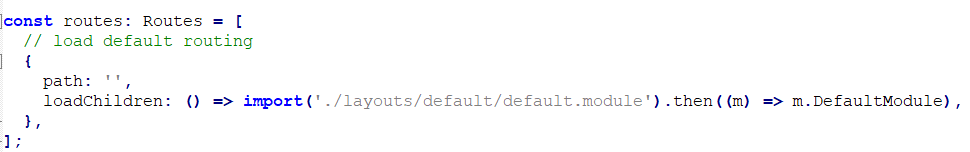 const routes: Routes = [
  // load default routing
  {
    path: '',
    loadChildren: () => import('./layouts/default/default.module').then((m) => m.DefaultModule),
  },
];